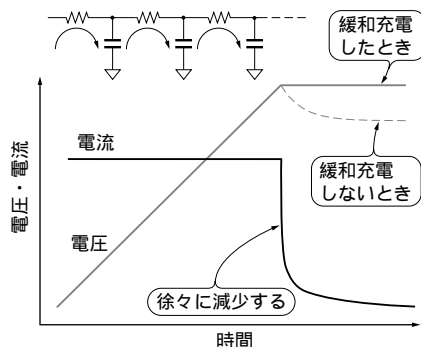 緩和充電
したとき
電流
緩和充電
しないとき
電圧
徐々に減少する
電圧・電流
時間